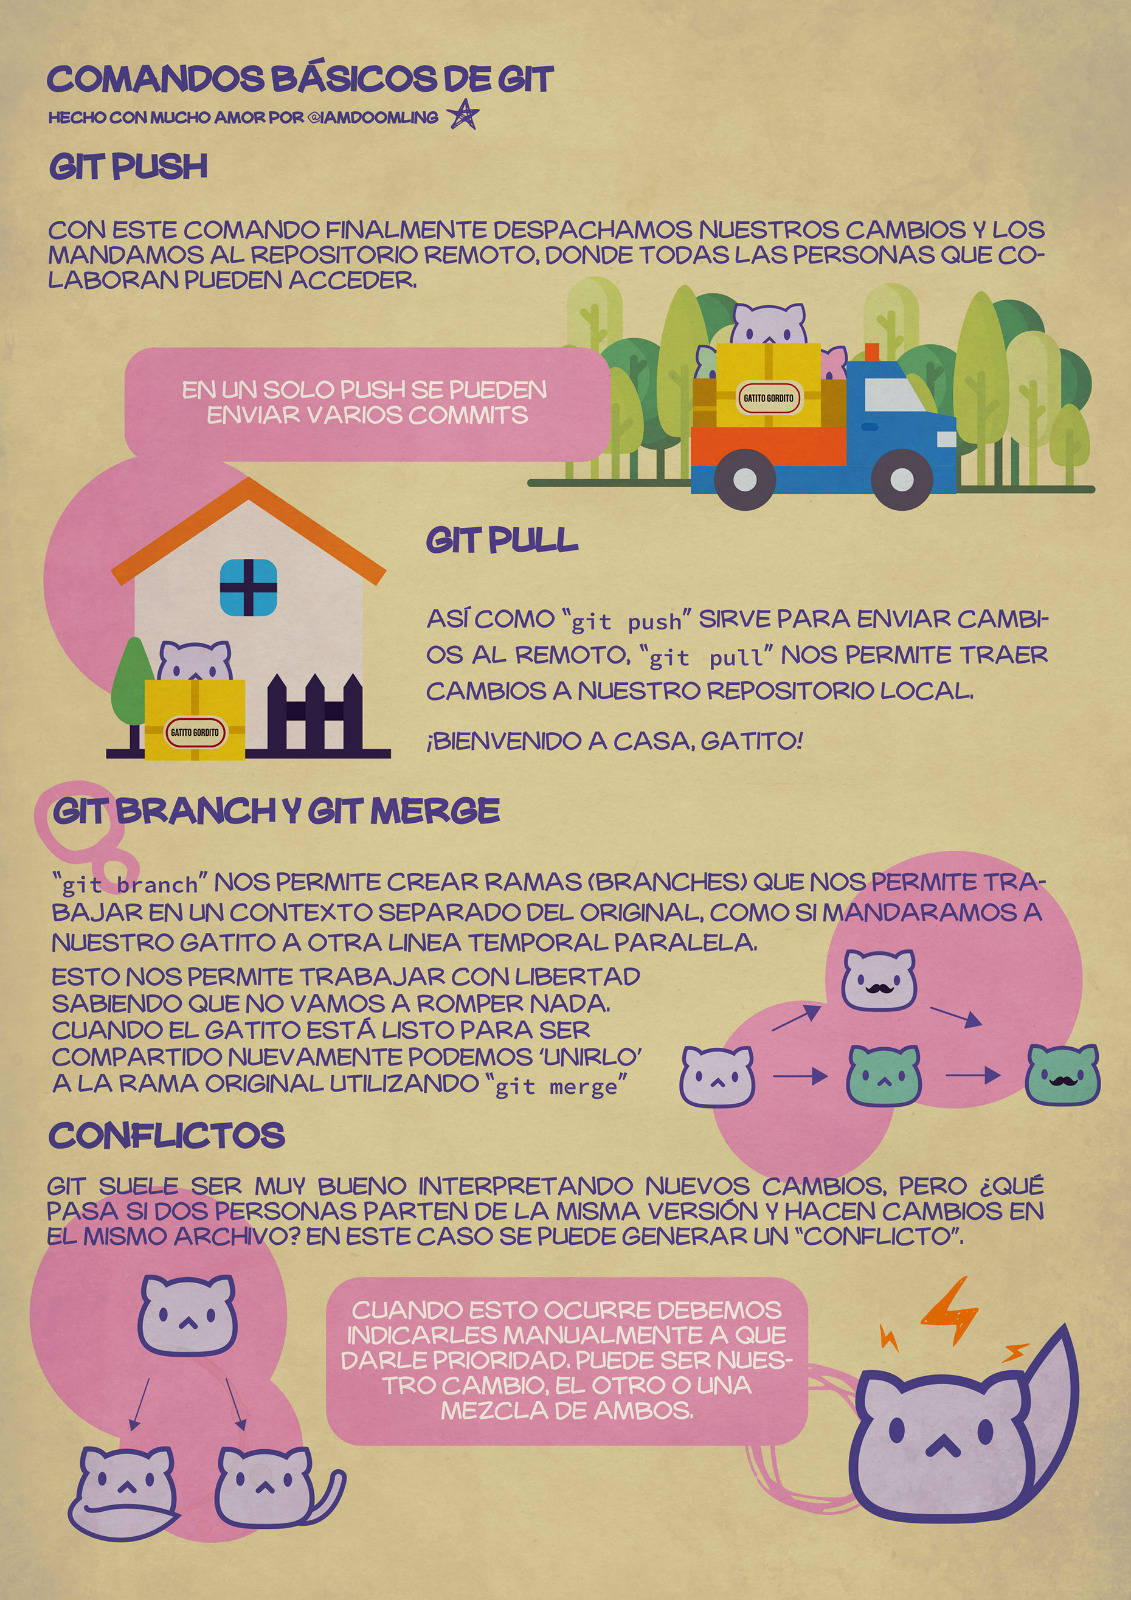 COMANDOS BÁSICOS DE GIT
HECHO CON MUCHO AMOR POR @IAMDOOMLING
GIT PUSH
CON ESTE COMANDO FINALMENTE DESPACHAMOS NUESTROS CAMBIOS Y LOS
MANDAMOS AL REPOSITORIO REMOTO, DONDE TODAS LAS PERSONAS QUE CO-
LABORAN PUEDEN ACCEDER.
EN UN SOLO PUSH SE PUEDEN
ENVIAR VARIOS COMMITS
GATITO GORDITO
GIT PULL
ASÍ COMO "git push" SIRVE PARA ENVIAR CAMBI-
OS AL REMOTO, "git pull" NOS PERMITE TRAER
CAMBIOS A NUESTRO REPOSITORIO LOCAL.
¡BIENVENIDO A CASA, GATITO!
GATITO GORDITO
GIT BRANCH Y GIT MERGE
"git branch" NOS PERMITE CREAR RAMAS (BRANCHES) QUE NOS PERMITE TRA-
BAJAR EN UN CONTEXTO SEPARADO DEL ORIGINAL, COMO SI MANDARAMOS A
NUESTRO GATITO A OTRA LINEA TEMPORAL PARALELA.
ESTO NOS PERMITE TRABAJAR CON LIBERTAD
SABIENDO QUE NO VAMOS A ROMPER NADA.
CUANDO EL GATITO ESTÁ LISTO PARA SER
COMPARTIDO NUEVAMENTE PODEMOS 'UNIRLO'
A LA RAMA ORIGINAL UTILIZANDO "git merge"
CONFLICTOS
GIT SUELE SER MUY BUENO INTERPRETANDO NUEVOS CAMBIOS, PERO ¿QUÉ
PASA SI DOS PERSONAS PARTEN DE LA MISMA VERSIÓN Y HACEN CAMBIOS EN
EL MISMO ARCHIVO? EN ESTE CASO SE PUEDE GENERAR UN "CONFLICTO".
CUANDO ESTO OCURRE DEBEMOS
INDICARLES MANUALMENTE A QUE
DARLE PRIORIDAD. PUEDE SER NUES-
TRO CAMBIO, EL OTRO O UNA
MEZCLA DE AMBOS.